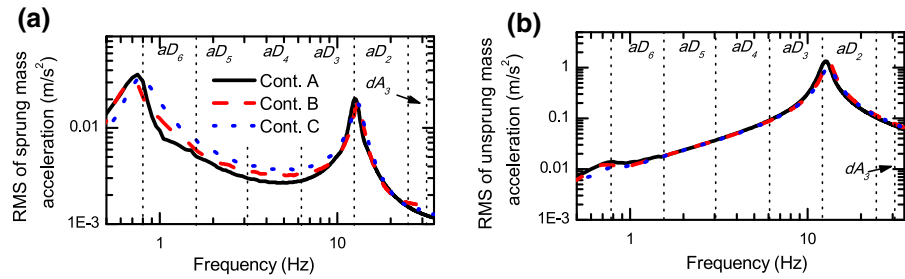 (a)
RMS of sprung mass
acceleration (m/s²)
0.01
1E-3
aD₆ aD₅ aD₄ aD₃ aD₂
dA₃
Cont. A
Cont. B
Cont. C
1 10
Frequency (Hz)
(b)
RMS of unsprung mass
acceleration (m/s²)
1
0.1
0.01
1E-3
aD₆ aD₅ aD₄ aD₃ aD₂
dA₃
1 10
Frequency (Hz)